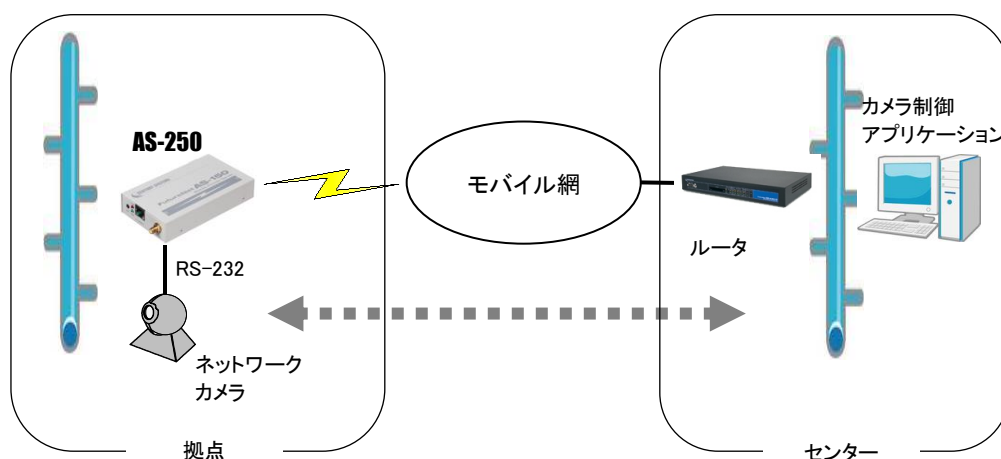 AS-250
RS-232
ネットワーク
カメラ
拠点
モバイル網
ルータ
カメラ制御
アプリケーション
センター